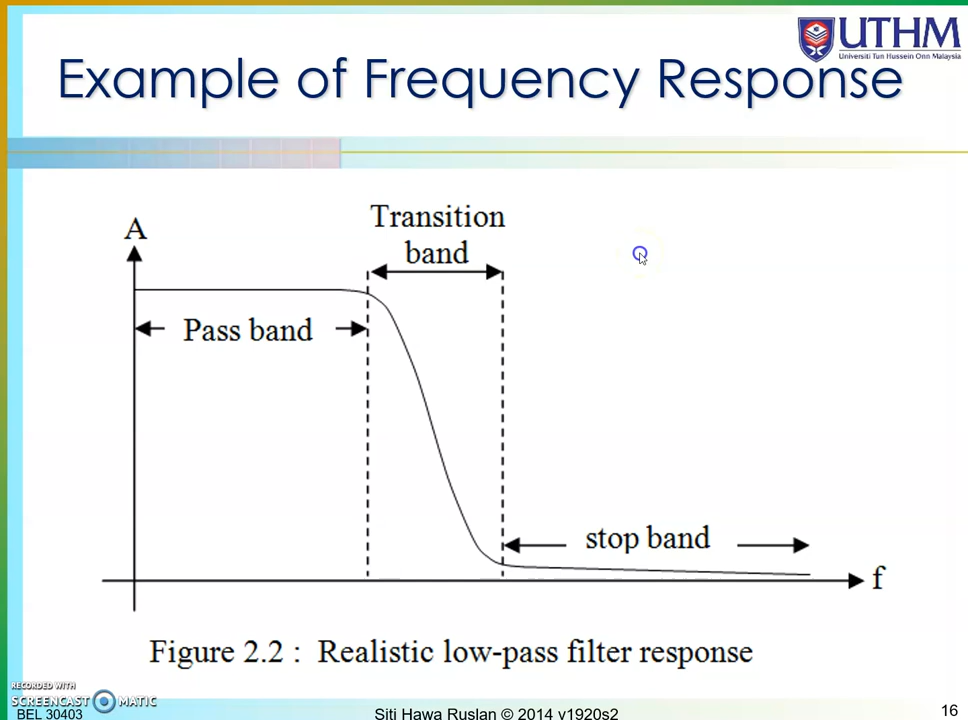 UTHM
Universiti Tun Hussein Onn Malaysia
Example of Frequency Response
Transition
band
A
Pass band
stop band
f
Figure 2.2 : Realistic low-pass filter response
RECORDED WITH
SCREENCAST MATIC
BEL 30403
Siti Hawa Ruslan © 2014 v1920s2
16